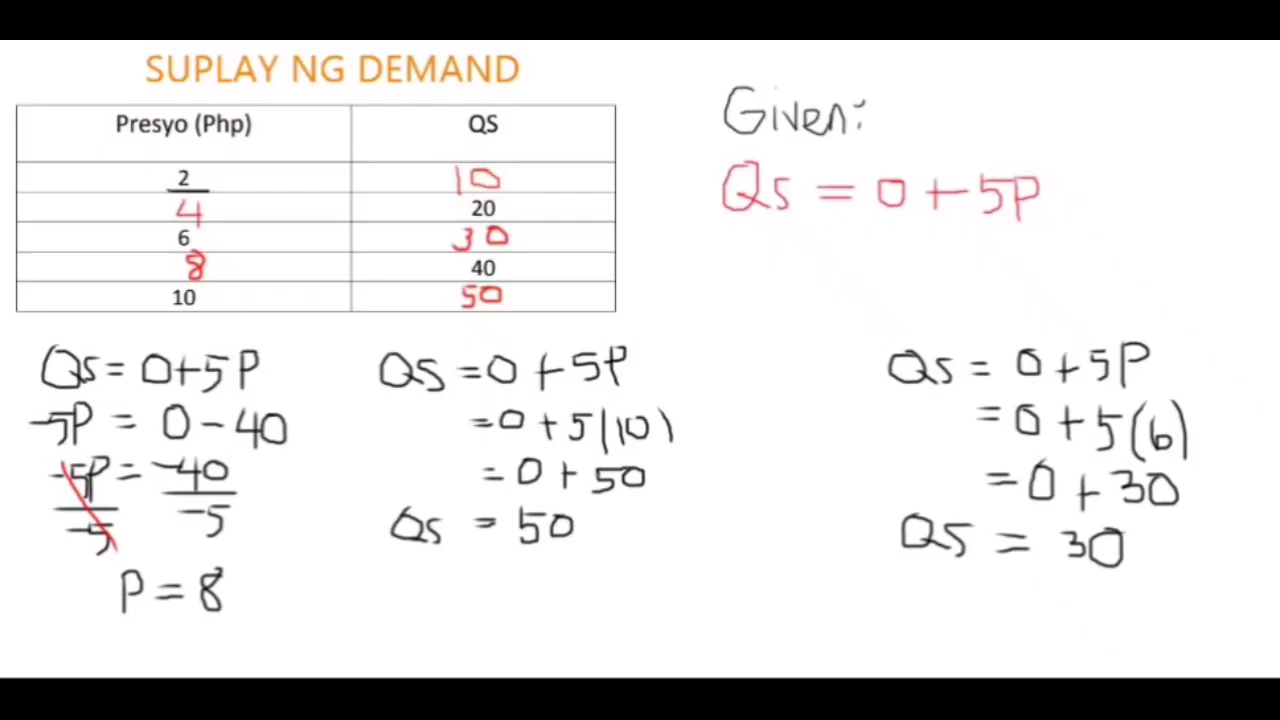 SUPLAY NG DEMAND
Presyo (Php) QS
2 10
4 20
6 30
8 40
10 50
Given:
Qs = 0 + 5P
Qs = 0 + 5P
-5P = 0 - 40
-5P = -40
-5 -5
P = 8
Qs = 0 + 5P
= 0 + 5(10)
= 0 + 50
Qs = 50
Qs = 0 + 5P
= 0 + 5(6)
= 0 + 30
Qs = 30